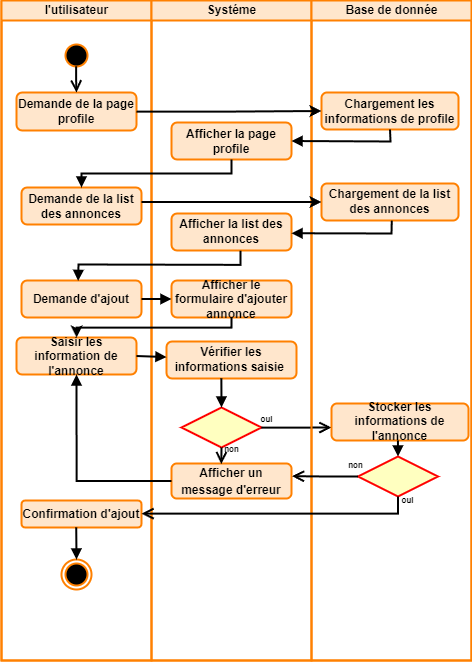 l'utilisateur
Systéme
Base de donnée
Demande de la page
profile
Chargement les
informations de profile
Afficher la page
profile
Demande de la list
des annonces
Chargement de la list
des annonces
Afficher la list des
annonces
Demande d'ajout
Afficher le
formulaire d'ajouter
annonce
Saisir les
information de
l'annonce
Vérifier les
informations saisie
oui
non
Stocker les
informations de
l'annonce
Afficher un
message d'erreur
non
oui
Confirmation d'ajout